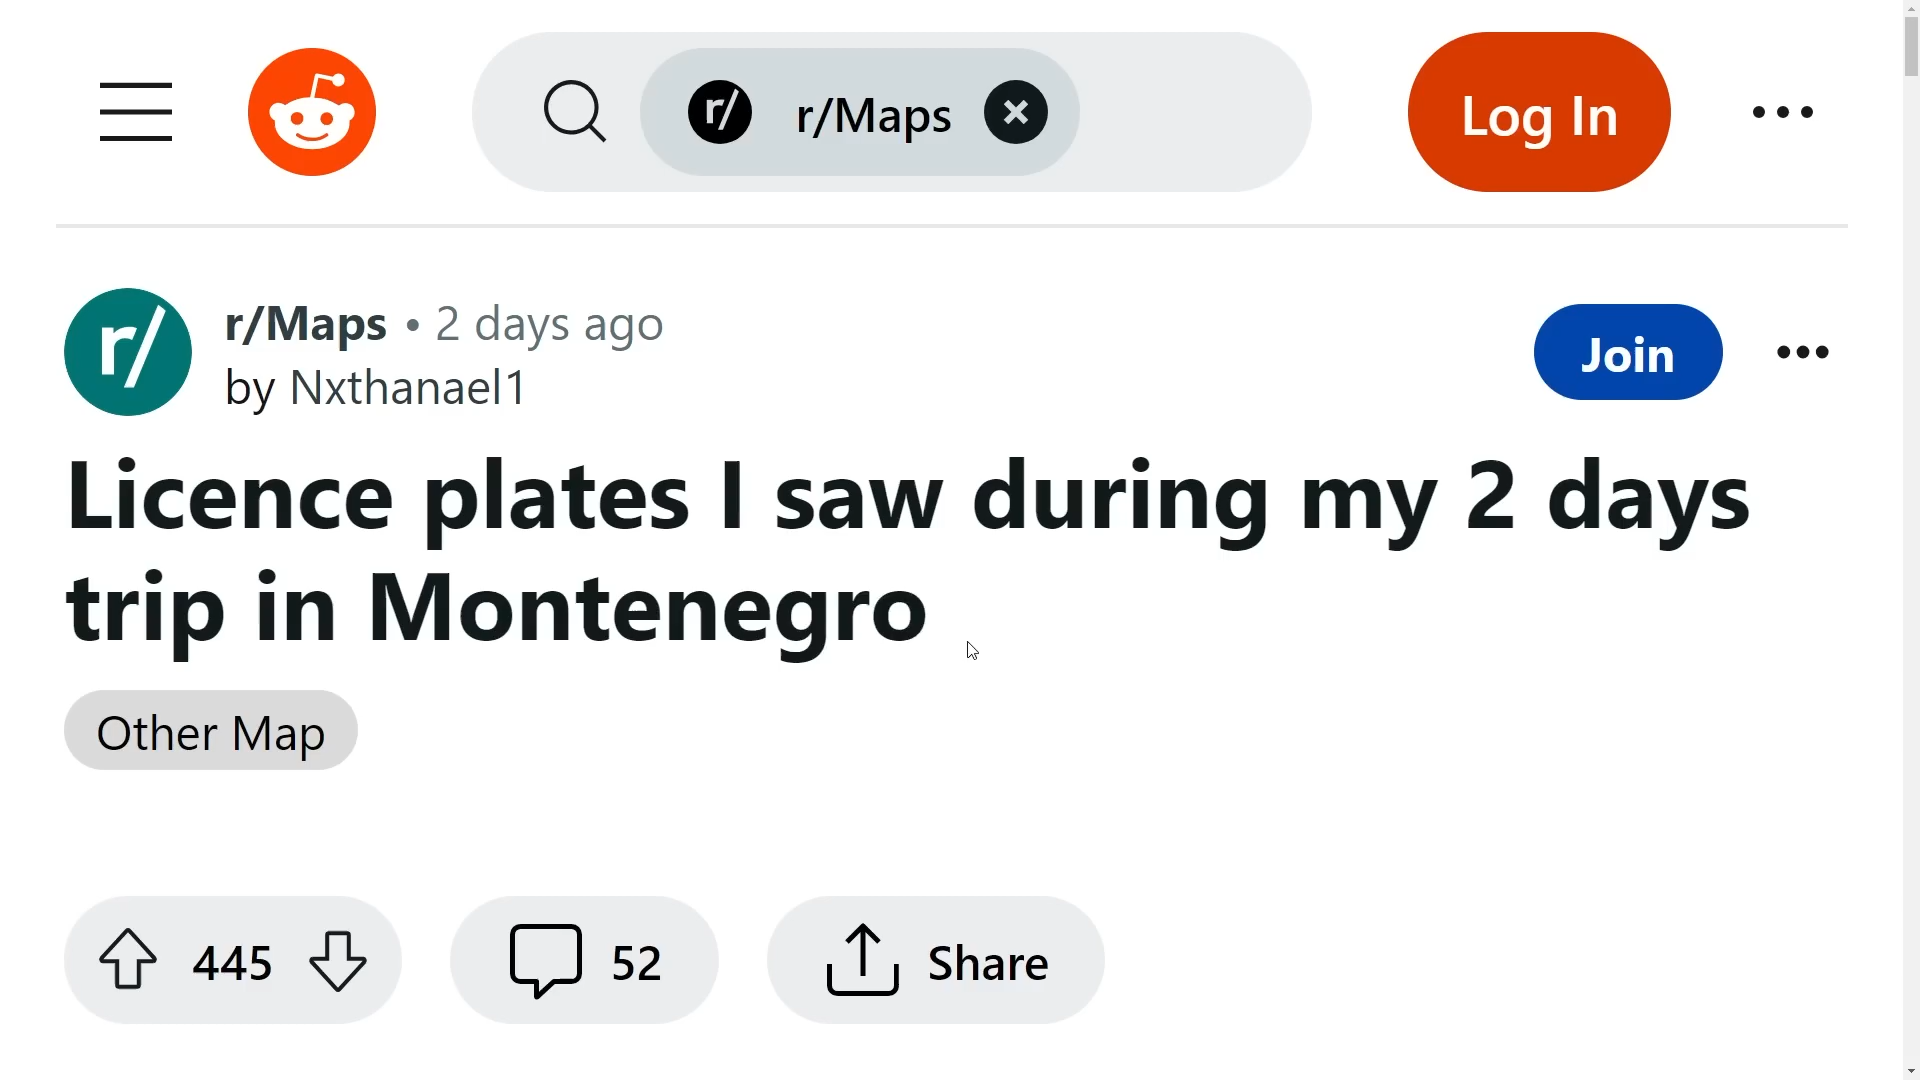 r/ r/Maps Log In
r/ r/Maps • 2 days ago
by Nxthanael1
Join
Licence plates I saw during my 2 days
trip in Montenegro
Other Map
445 52 Share